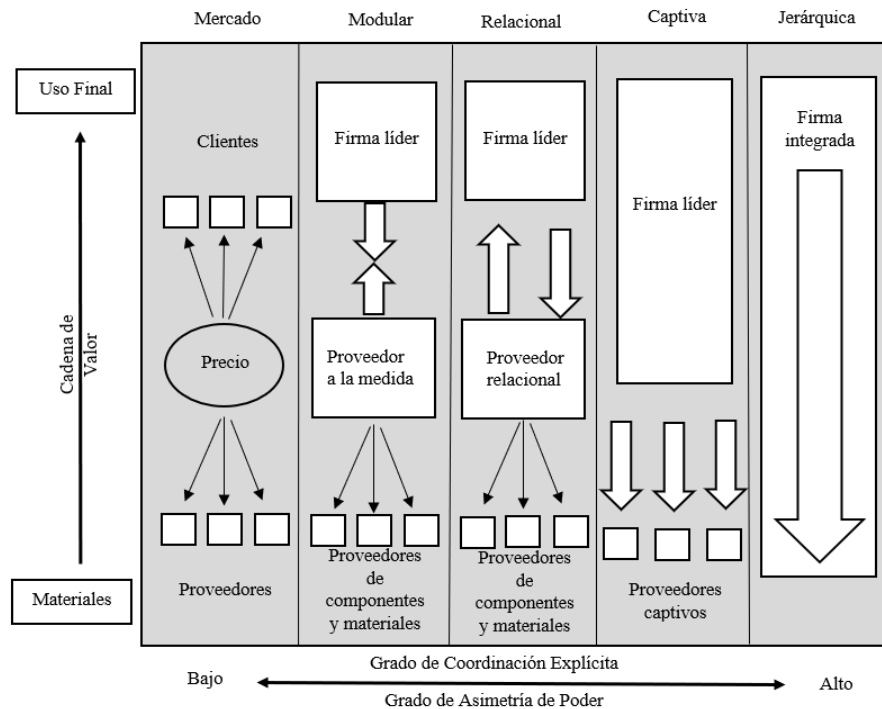 Mercado
Modular
Relacional
Captiva
Jerárquica
Uso Final
Cadena de
Valor
Materiales
Clientes
Precio
Proveedores
Firma líder
Proveedor
a la medida
Proveedores
de
componentes
y materiales
Firma líder
Proveedor
relacional
Proveedores
de
componentes
y materiales
Firma líder
Proveedores
captivos
Firma
integrada
Bajo
Grado de Coordinación Explícita
Grado de Asimetría de Poder
Alto